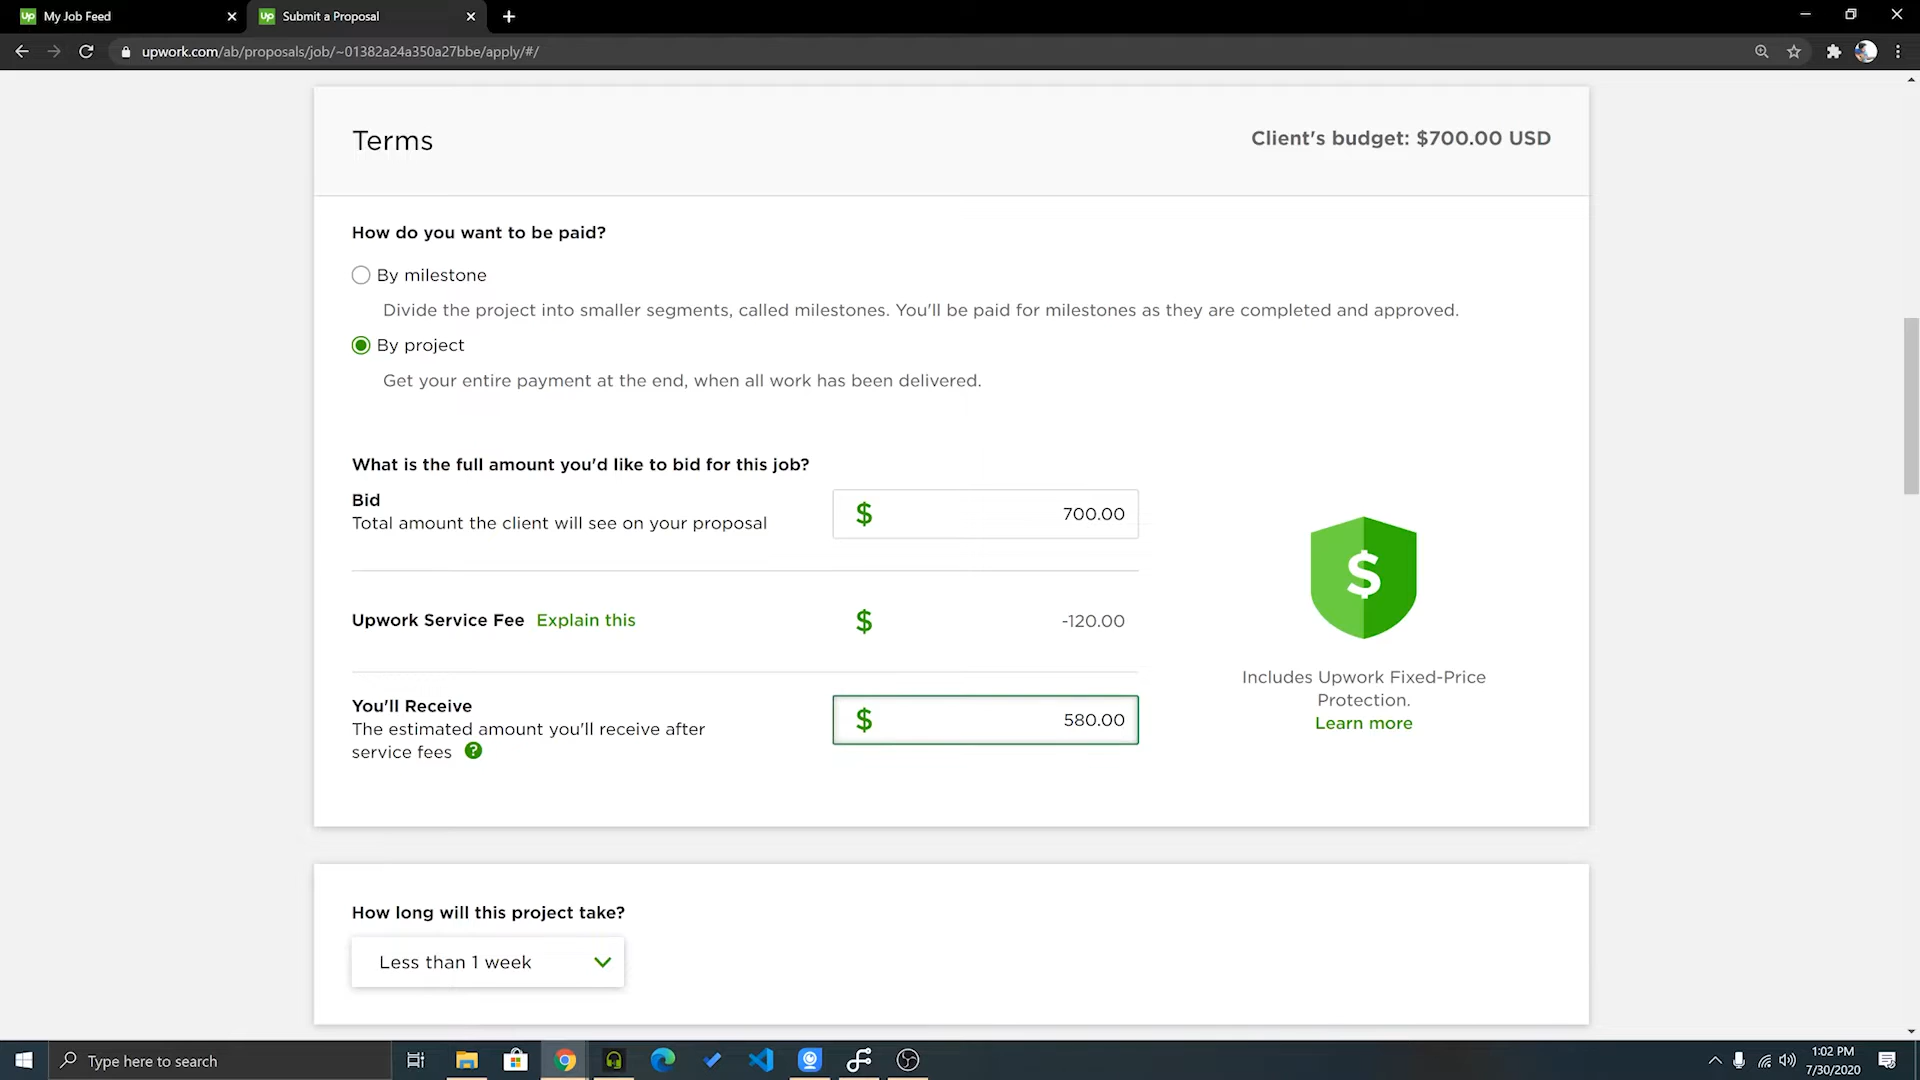 Up My Job Feed
Up Submit a Proposal
upwork.com/ab/proposals/job/~01382a24a350a27bbe/apply/#/
Terms
Client's budget: $700.00 USD
How do you want to be paid?
By milestone
Divide the project into smaller segments, called milestones. You'll be paid for milestones as they are completed and approved.
By project
Get your entire payment at the end, when all work has been delivered.
What is the full amount you'd like to bid for this job?
Bid
Total amount the client will see on your proposal
$ 700.00
Upwork Service Fee Explain this
$ -120.00
You'll Receive
The estimated amount you'll receive after
service fees ?
$ 580.00
$
Includes Upwork Fixed-Price
Protection.
Learn more
How long will this project take?
Less than 1 week
Type here to search
1:02 PM
7/30/2020